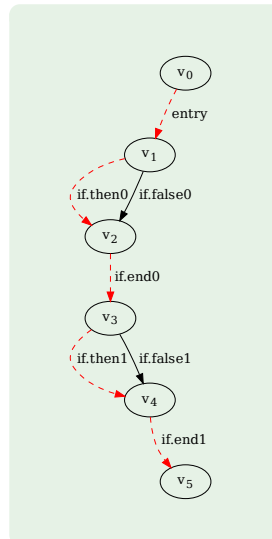 v0
entry
v1
if.then0 if.false0
v2
if.end0
v3
if.then1 if.false1
v4
if.end1
v5